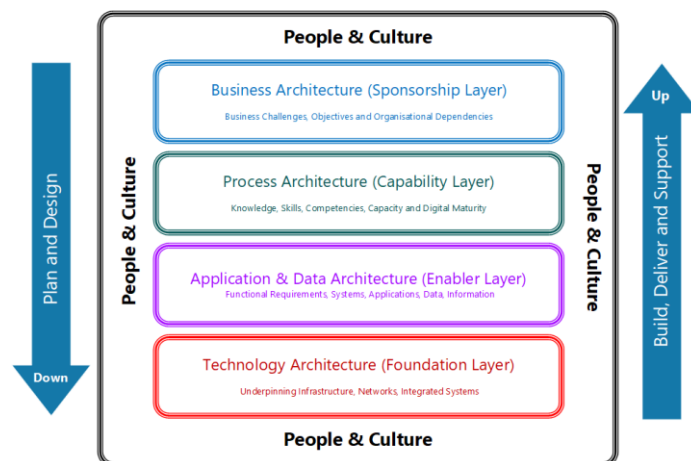 People & Culture
Business Architecture (Sponsorship Layer)
Business Challenges, Objectives and Organisational Dependencies
Process Architecture (Capability Layer)
Knowledge, Skills, Competencies, Capacity and Digital Maturity
Application & Data Architecture (Enabler Layer)
Functional Requirements, Systems, Applications, Data, Information
Technology Architecture (Foundation Layer)
Underpinning Infrastructure, Networks, Integrated Systems
People & Culture
People & Culture
People & Culture
Plan and Design
Down
Up
Build, Deliver and Support